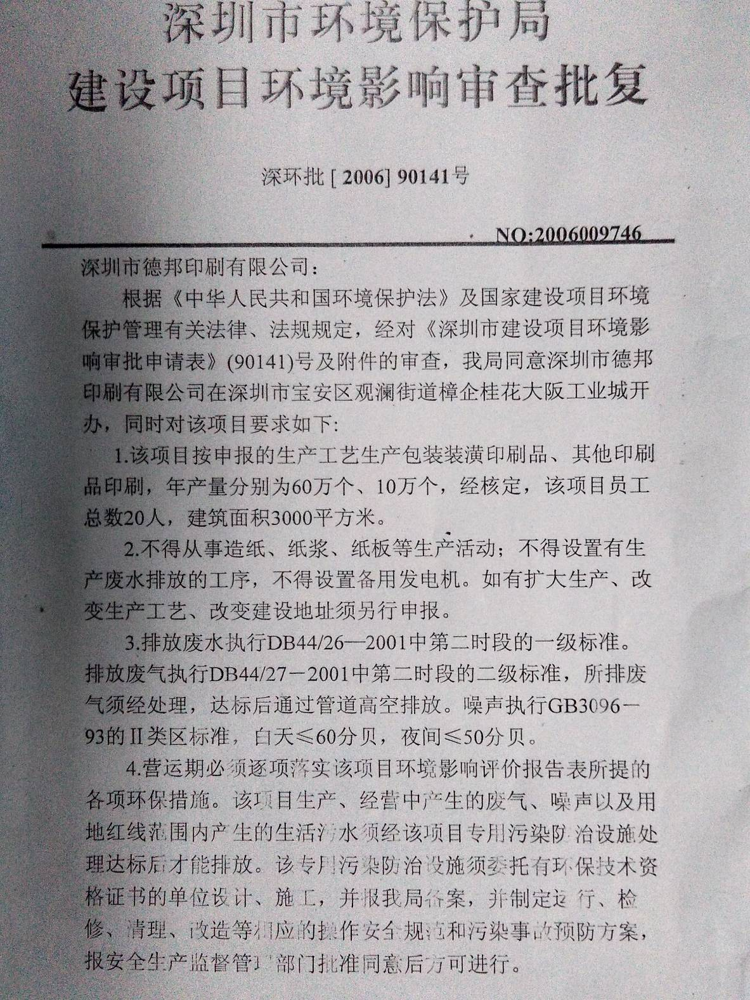 深圳市环境保护局
建设项目环境影响审查批复
深环批[2006]90141号
NO:2006009746
深圳市德邦印刷有限公司：
根据《中华人民共和国环境保护法》及国家建设项目环境
保护管理有关法律、法规规定，经对《深圳市建设项目环境影
响审批申请表》(90141)号及附件的审查，我局同意深圳市德邦
印刷有限公司在深圳市宝安区观澜街道樟企桂花大阪工业城开
办，同时对该项目要求如下:
1.该项目按申报的生产工艺生产包装装潢印刷品、其他印刷
品印刷，年产量分别为60万个、10万个，经核定，该项目员工
总数20人，建筑面积3000平方米。
2.不得从事造纸、纸浆、纸板等生产活动；不得设置有生
产废水排放的工序，不得设置备用发电机。如有扩大生产、改
变生产工艺、改变建设地址须另行申报。
3.排放废水执行DB44/26—2001中第二时段的一级标准。
排放废气执行DB44/27－2001中第二时段的二级标准，所排废
气须经处理，达标后通过管道高空排放。噪声执行GB3096－
93的Ⅱ类区标准，白天≤60分贝，夜间≤50分贝。
4.营运期必须逐项落实该项目环境影响评价报告表所提的
各项环保措施。该项目生产、经营中产生的废气、噪声以及用
地红线范围内产生的生活污水须经该项目专用污染防治设施处
理达标后才能排放。该专用污染防治设施须委托有环保技术资
格证书的单位设计、施工，并报我局备案，并制定运行、检
修、清理、改造等相应的操作安全规范和污染事故预防方案，
报安全生产监督管理部门批准同意后方可进行。